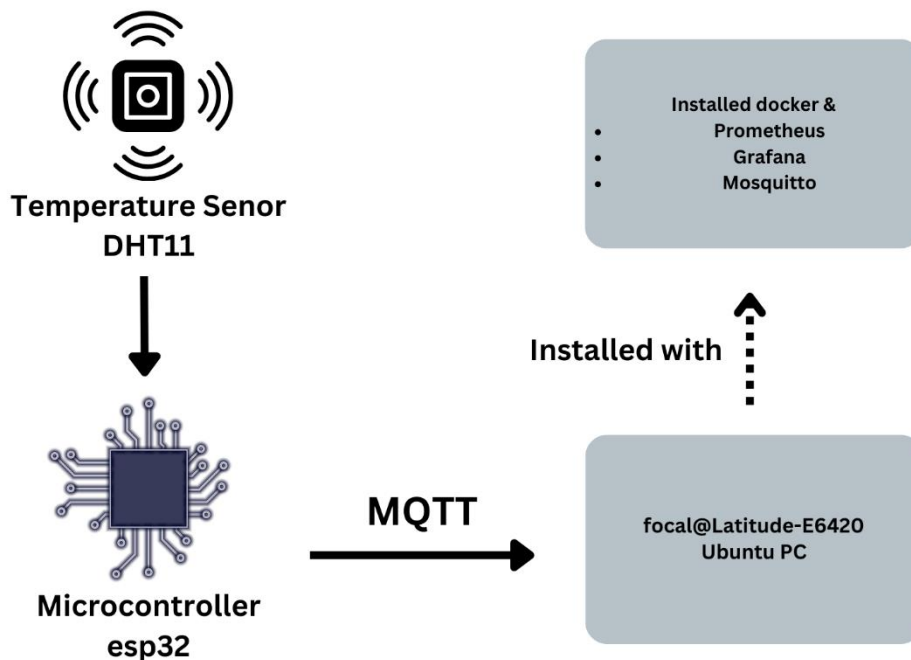 Temperature Senor
DHT11
Installed docker &
• Prometheus
• Grafana
• Mosquitto
Installed with
MQTT
focal@Latitude-E6420
Ubuntu PC
Microcontroller
esp32